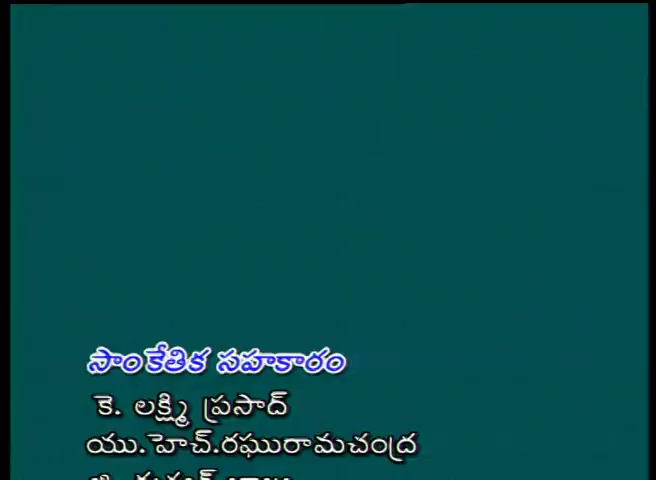 సాంకేతిక సహకారం
కె. లక్ష్మి ప్రసాద్
యు.హెచ్.రఘురామచంద్ర